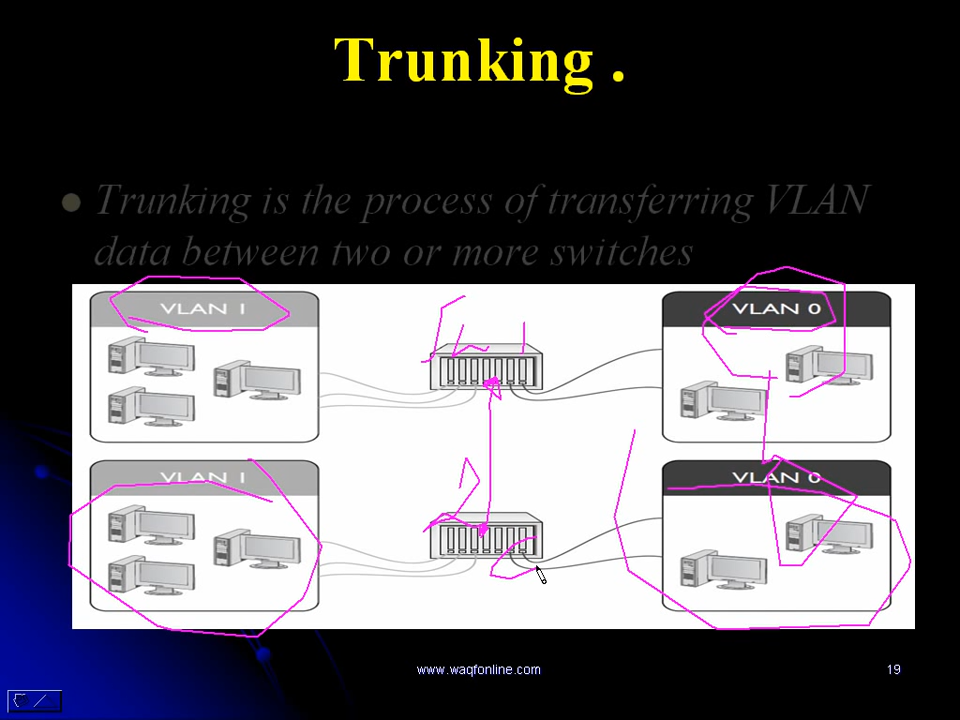 Trunking .
Trunking is the process of transferring VLAN
data between two or more switches
VLAN 1
VLAN 0
VLAN 1
VLAN 0
www.waqfonline.com
19